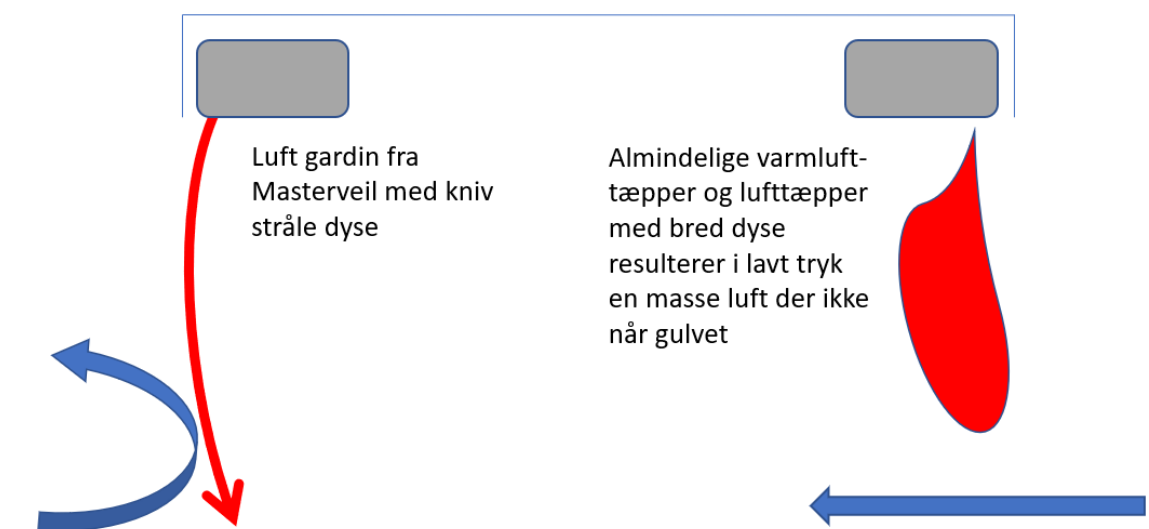 Luft gardin fra
Masterveil med kniv
stråle dyse
Almindelige varmluft-
tæpper og lufttæpper
med bred dyse
resulterer i lavt tryk
en masse luft der ikke
når gulvet